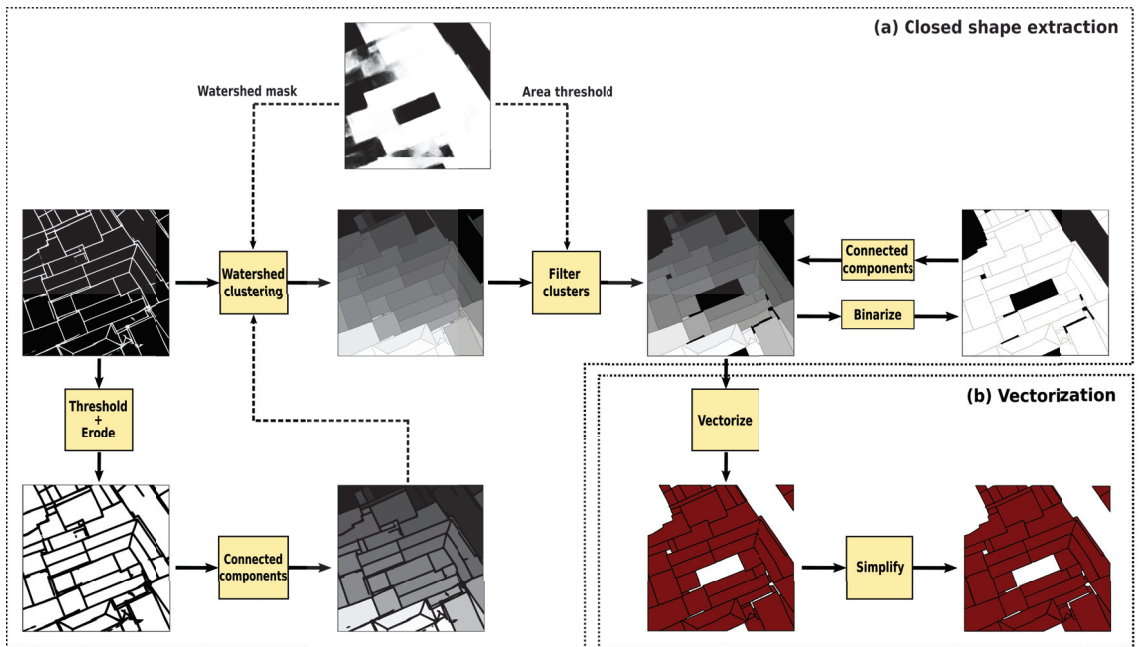 (a) Closed shape extraction
Watershed mask
Area threshold
Watershed
clustering
Filter
clusters
Connected
components
Binarize
Threshold
+
Erode
(b) Vectorization
Vectorize
Connected
components
Simplify